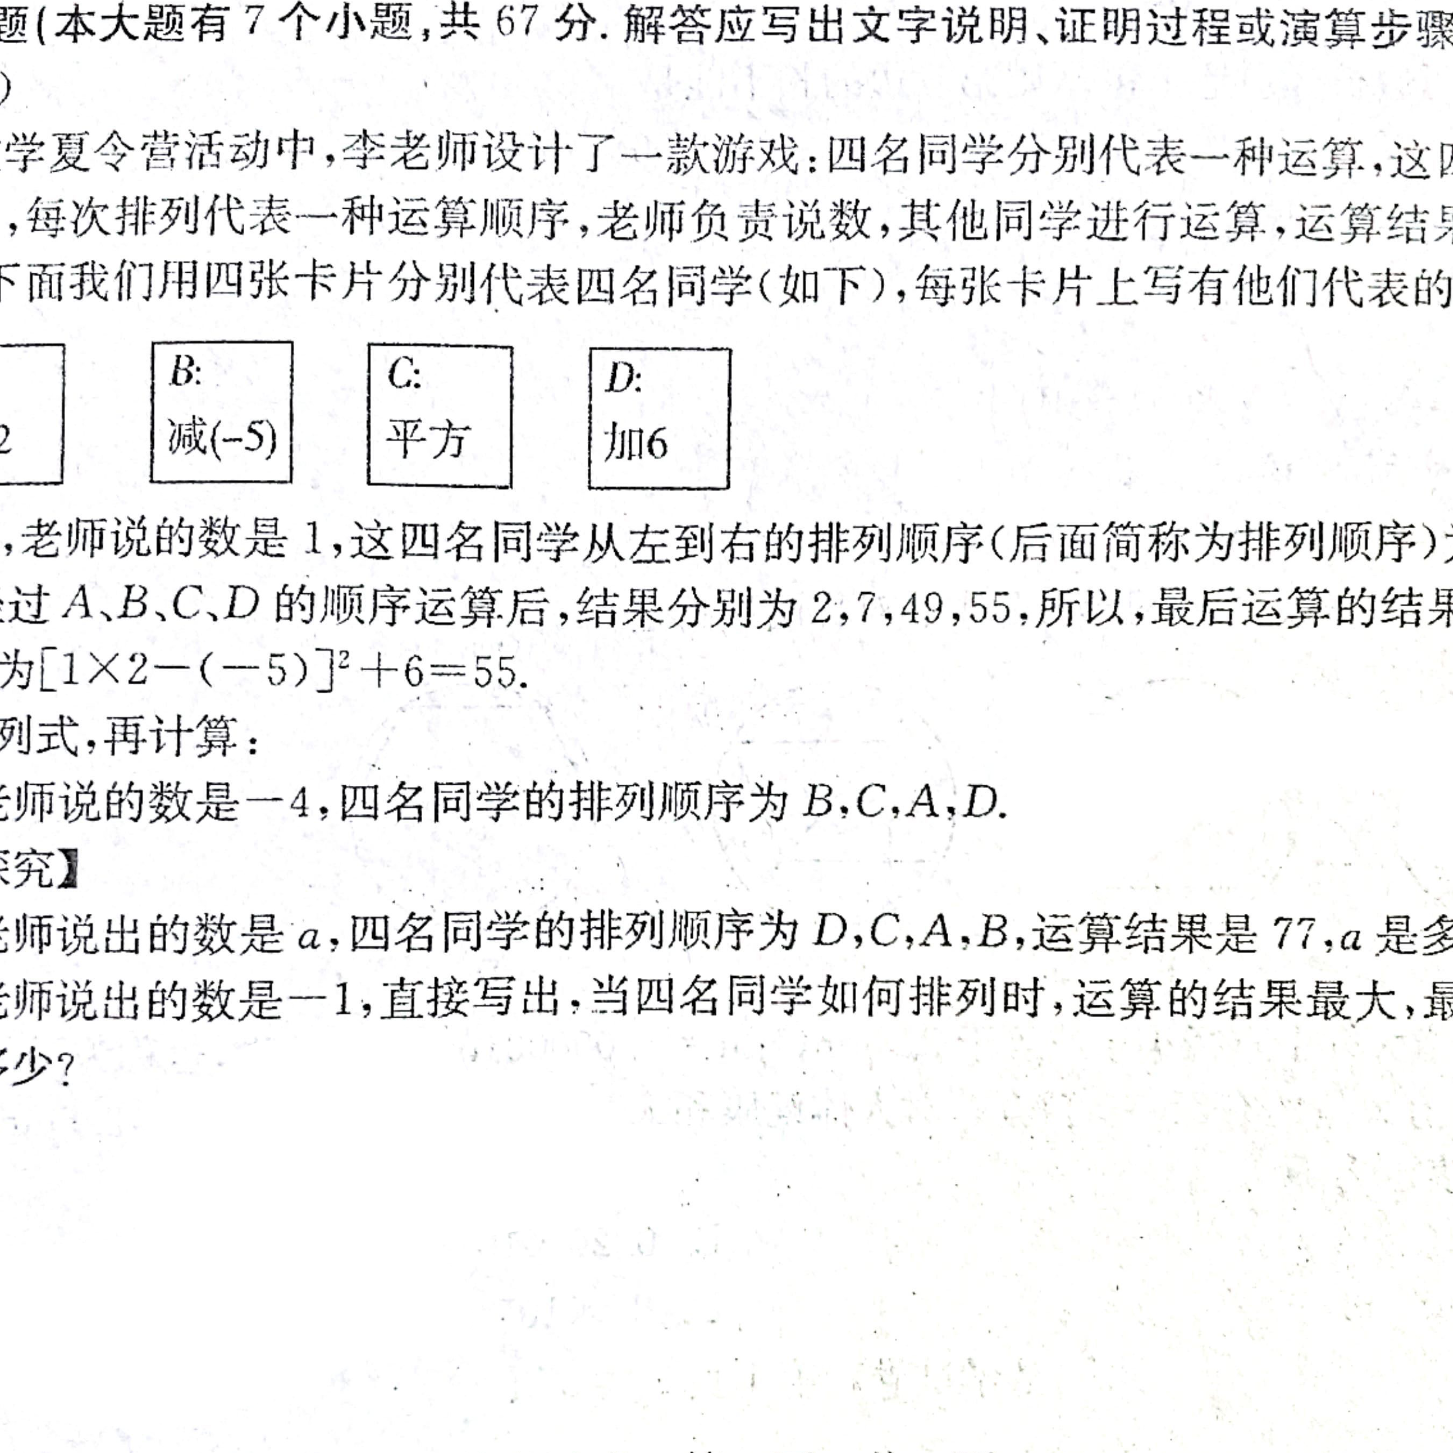 题(本大题有 7 个小题,共 67 分. 解答应写出文字说明、证明过程或演算步骤
)
学夏令营活动中,李老师设计了一款游戏:四名同学分别代表一种运算,这
,每次排列代表一种运算顺序,老师负责说数,其他同学进行运算,运算结果
下面我们用四张卡片分别代表四名同学(如下),每张卡片上写有他们代表的
B: C: D:
2 减(-5) 平方 加6
,老师说的数是 1,这四名同学从左到右的排列顺序(后面简称为排列顺序)
过 A、B、C、D 的顺序运算后,结果分别为 2,7,49,55,所以,最后运算的结果
为[1×2-(-5)]²+6=55.
列式,再计算:
老师说的数是-4,四名同学的排列顺序为 B,C,A,D.
探究】
老师说出的数是 a,四名同学的排列顺序为 D,C,A,B,运算结果是 77,a 是多
老师说出的数是-1,直接写出,当四名同学如何排列时,运算的结果最大,最
多少?